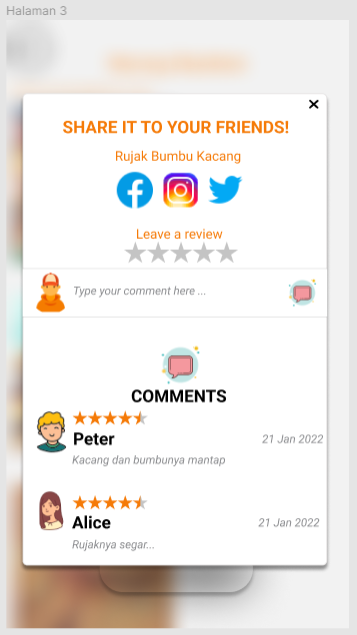 Halaman 3
SHARE IT TO YOUR FRIENDS!
Rujak Bumbu Kacang
Leave a review
Type your comment here ...
COMMENTS
Peter
21 Jan 2022
Kacang dan bumbunya mantap
Alice
21 Jan 2022
Rujaknya segar...